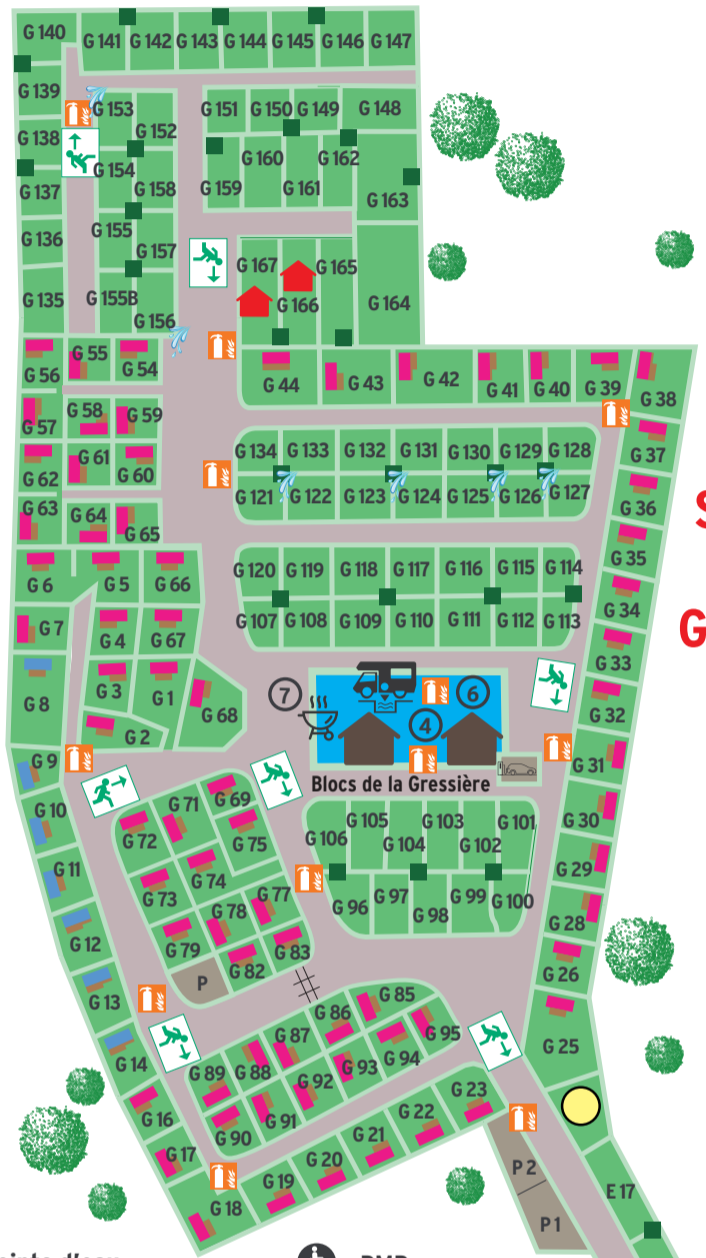 G 140
G 141 G 142 G 143 G 144 G 145 G 146 G 147
G 139
G 153 G 151 G 150 G 149 G 148
G 138 G 152
G 154 G 160 G 162
G 137 G 158 G 159 G 161 G 163
G 136 G 155 G 157
G 167 G 165
G 135 G 155B G 156 G 166 G 164
G 56 G 55 G 54
G 44 G 43 G 42 G 41 G 40 G 39 G 38
G 57 G 58 G 59
G 134 G 133 G 132 G 131 G 130 G 129 G 128
G 37
G 62 G 61 G 60
G 121 G 122 G 123 G 124 G 125 G 126 G 127
G 36
S
G 63 G 64 G 65
G 35
G 6 G 5 G 66
G 120 G 119 G 118 G 117 G 116 G 115 G 114
G 34
G 7 G 4 G 67
G 107 G 108 G 109 G 110 G 111 G 112 G 113
G
G 33
G 8 G 3 G 1 G 68
7 6
4
G 32
G 2
G 9
G 31
Blocs de la Gressière
G 10 G 71 G 69
G 72 G 75
G 106 G 105 G 104 G 103 G 102 G 101
G 30
G 11 G 74
G 73 G 77
G 29
G 78
G 96 G 97 G 98 G 99 G 100
G 28
G 12 G 79 G 82 G 83
G 26
P
G 13
G 86 G 85
G 87 G 95
G 25
G 14 G 89 G 88 G 92 G 93 G 94
G 16 G 90 G 91
G 23
G 17 G 22
G 21
G 20
G 19
G 18
P 2
P 1
E 17
PMR